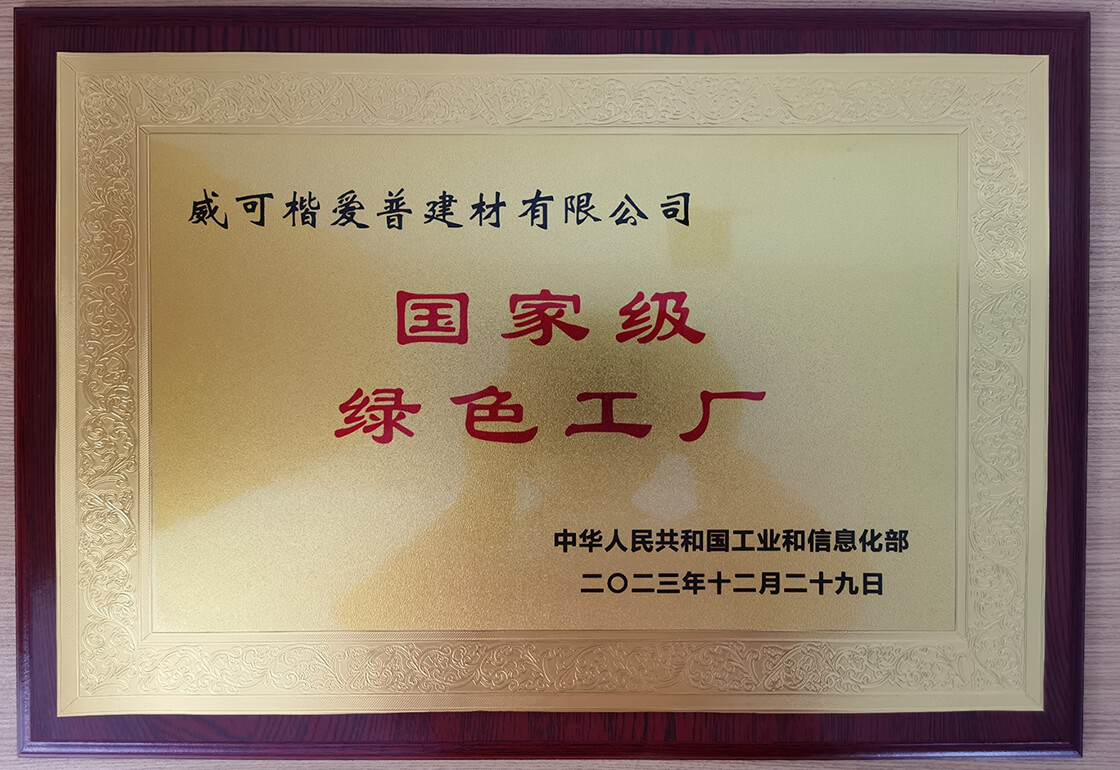 威可楷爱普建材有限公司
国家级
绿色工厂
中华人民共和国工业和信息化部
二〇二三年十二月二十九日